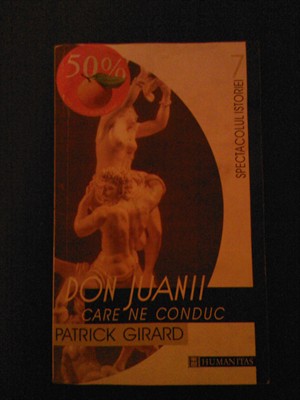 50%
7
SPECTACOLUL ISTORIEI
DON JUANII
CARE NE CONDUC
PATRICK GIRARD
HUMANITAS